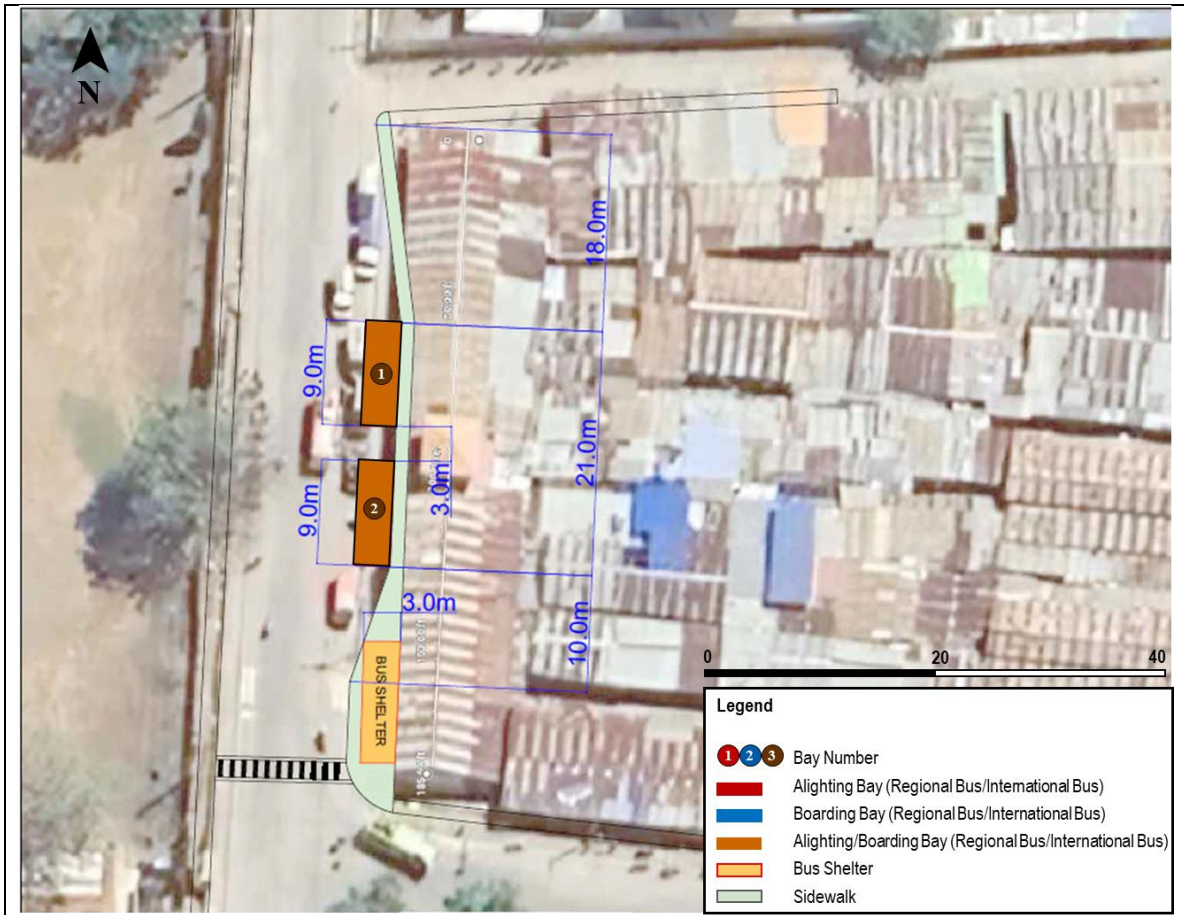 N
18.0m
9.0m
1
21.0m
3.0m
9.0m
2
3.0m
10.0m
BUS SHELTER
0 20 40
Legend
1 2 3 Bay Number
Alighting Bay (Regional Bus/International Bus)
Boarding Bay (Regional Bus/International Bus)
Alighting/Boarding Bay (Regional Bus/International Bus)
Bus Shelter
Sidewalk